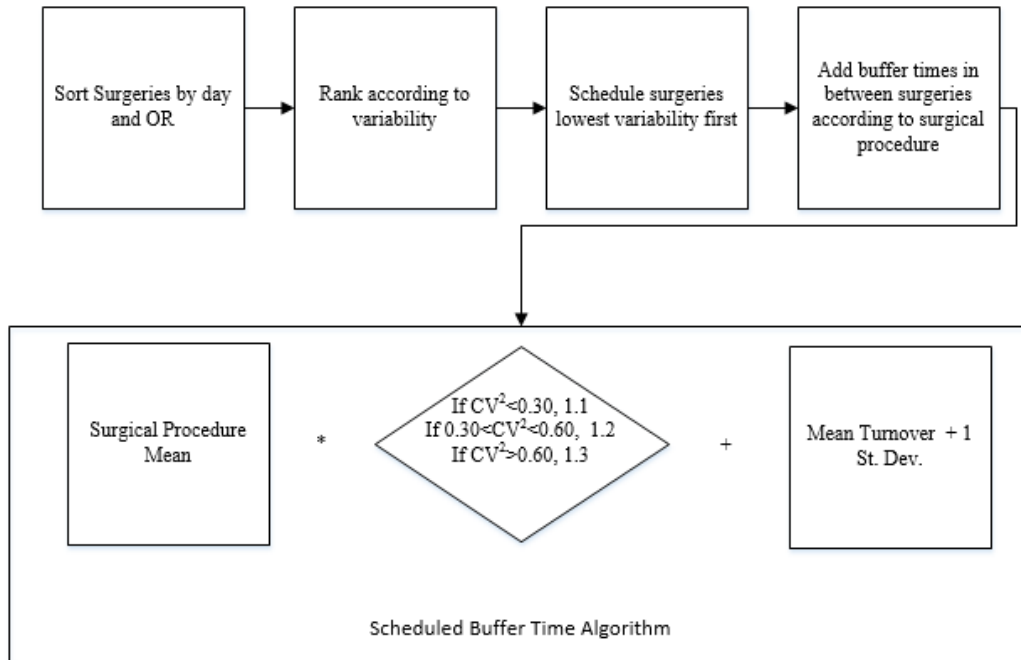 Sort Surgeries by day
and OR
Rank according to
variability
Schedule surgeries
lowest variability first
Add buffer times in
between surgeries
according to surgical
procedure
Surgical Procedure
Mean
*
If CV²<0.30, 1.1
If 0.30<CV²<0.60, 1.2
If CV²>0.60, 1.3
+
Mean Turnover + 1
St. Dev.
Scheduled Buffer Time Algorithm